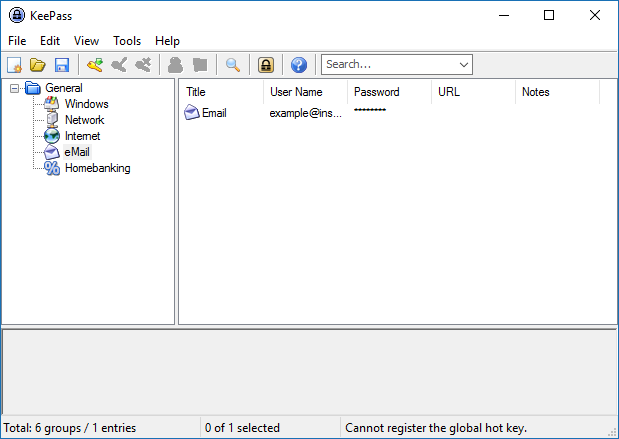 KeePass
File Edit View Tools Help
Search...
General
Windows
Network
Internet
eMail
Homebanking
Title User Name Password URL Notes
Email example@ins... ********
Total: 6 groups / 1 entries 0 of 1 selected Cannot register the global hot key.